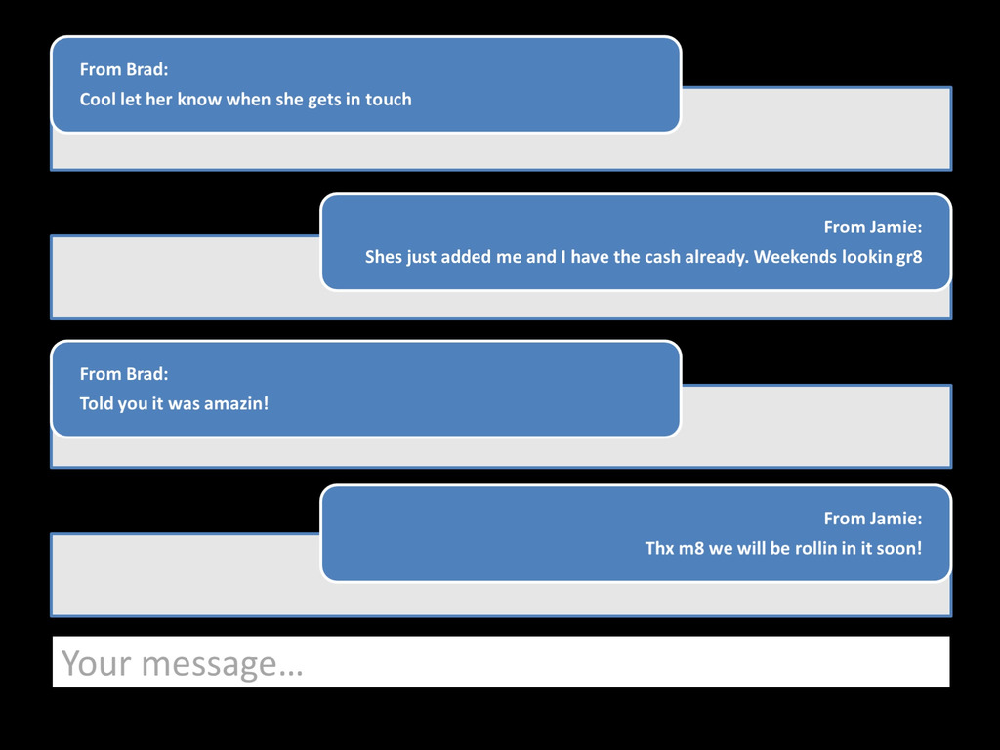 From Brad:
Cool let her know when she gets in touch
From Jamie:
Shes just added me and I have the cash already. Weekends lookin gr8
From Brad:
Told you it was amazin!
From Jamie:
Thx m8 we will be rollin in it soon!
Your message...